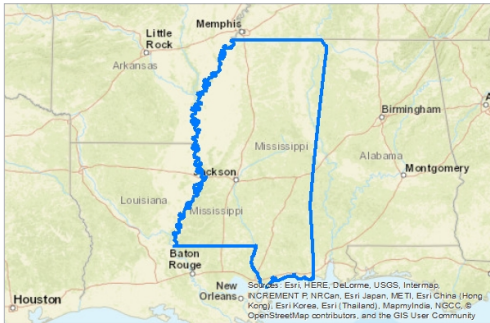 Memphis
Little
Rock
Arkansas
Birmingham
Mississippi
Alabama
Jackson
Montgomery
Louisiana
Mississippi
Baton
Rouge
New
Orleans
Houston
Sources: Esri, HERE, DeLorme, USGS, Intermap,
INCREMENT P, NRCan, Esri Japan, METI, Esri China (Hong
Kong), Esri Korea, Esri (Thailand), MapmyIndia, NGCC, ©
OpenStreetMap contributors, and the GIS User Community